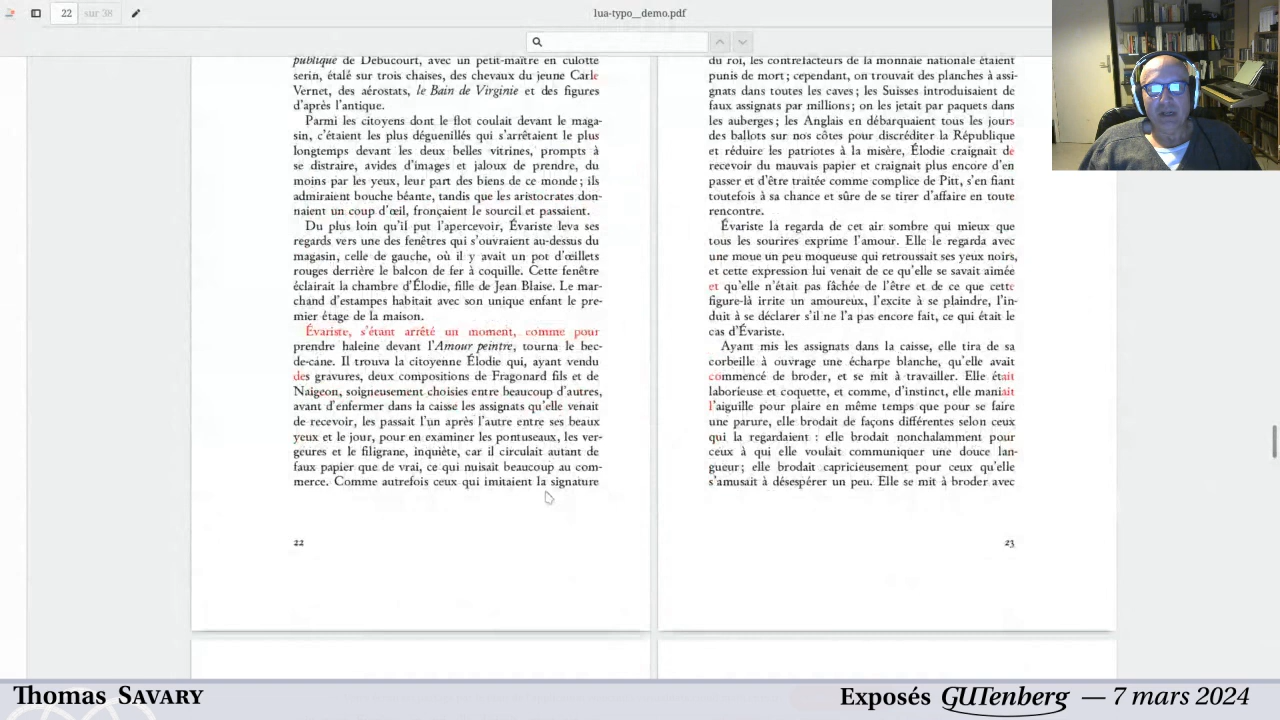 22
sur 38
lua-typo__demo.pdf
publique de Debucourt, avec un petit-maître en culotte
serin, étalé sur trois chaises, des chevaux du jeune Carle
Vernet, des aérostats, le Bain de Virginie et des figures
d'après l'antique.
Parmi les citoyens dont le flot coulait devant le maga-
sin, c'étaient les plus déguenillés qui s'arrêtaient le plus
longtemps devant les deux belles vitrines, prompts à
se distraire, avides d'images et jaloux de prendre, du
moins par les yeux, leur part des biens de ce monde ; ils
admiraient bouche béante, tandis que les aristocrates don-
naient un coup d'œil, fronçaient le sourcil et passaient.
Du plus loin qu'il put l'apercevoir, Évariste leva ses
regards vers une des fenêtres qui s'ouvraient au-dessus du
magasin, celle de gauche, où il y avait un pot d'œillets
rouges derrière le balcon de fer à coquille. Cette fenêtre
éclairait la chambre d'Élodie, fille de Jean Blaise. Le mar-
chand d'estampes habitait avec son unique enfant le pre-
mier étage de la maison.
Évariste, s'étant arrêté un moment, comme pour
prendre haleine devant l'Amour peintre, tourna le bec-
de-cane. Il trouva la citoyenne Élodie qui, ayant vendu
des gravures, deux compositions de Fragonard fils et de
Naigeon, soigneusement choisies entre beaucoup d'autres,
avant d'enfermer dans la caisse les assignats qu'elle venait
de recevoir, les passait l'un après l'autre entre ses beaux
yeux et le jour, pour en examiner les pontuseaux, les ver-
geures et le filigrane, inquiète, car il circulait autant de
faux papier que de vrai, ce qui nuisait beaucoup au com-
merce. Comme autrefois ceux qui imitaient la signature
22
du roi, les contrefacteurs de la monnaie nationale étaient
punis de mort ; cependant, on trouvait des planches à assi-
gnats dans toutes les caves ; les Suisses introduisaient de
faux assignats par millions ; on les jetait par paquets dans
les auberges ; les Anglais en débarquaient tous les jours
des ballots sur nos côtes pour discréditer la République
et réduire les patriotes à la misère, Élodie craignait de
recevoir du mauvais papier et craignait plus encore d'en
passer et d'être traitée comme complice de Pitt, s'en fiant
toutefois à sa chance et sûre de se tirer d'affaire en toute
rencontre.
Évariste la regarda de cet air sombre qui mieux que
tous les sourires exprime l'amour. Elle le regarda avec
une moue un peu moqueuse qui retroussait ses yeux noirs,
et cette expression lui venait de ce qu'elle se savait aimée
et qu'elle n'était pas fâchée de l'être et de ce que cette
figure-là irrite un amoureux, l'excite à se plaindre, l'in-
duit à se déclarer s'il ne l'a pas encore fait, ce qui était le
cas d'Évariste.
Ayant mis les assignats dans la caisse, elle tira de sa
corbeille à ouvrage une écharpe blanche, qu'elle avait
commencé de broder, et se mit à travailler. Elle était
laborieuse et coquette, et comme, d'instinct, elle maniait
l'aiguille pour plaire en même temps que pour se faire
une parure, elle brodait de façons différentes selon ceux
qui la regardaient : elle brodait nonchalamment pour
ceux à qui elle voulait communiquer une douce lan-
gueur ; elle brodait capricieusement pour ceux qu'elle
s'amusait à désespérer un peu. Elle se mit à broder avec
23
Thomas SAVARY
Exposés GUTenberg — 7 mars 2024